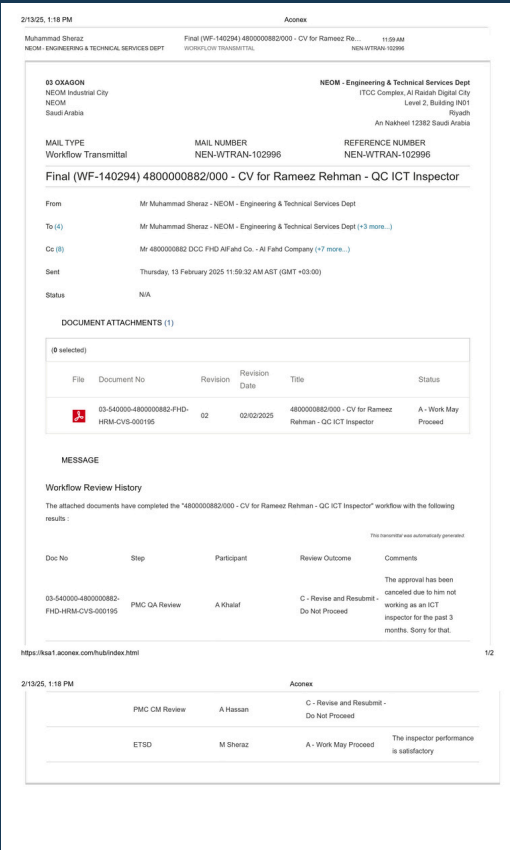 2/13/25, 1:18 PM Aconex
Muhammad Sheraz Final (WF-140294) 4800000882/000 - CV for Rameez Re... 11:59 AM
NEOM - ENGINEERING & TECHNICAL SERVICES DEPT WORKFLOW TRANSMITTAL NEN-WTRAN-102996
03 OXAGON NEOM - Engineering & Technical Services Dept
NEOM Industrial City ITCC Complex, Al Raidah Digital City
NEOM Level 2, Building IN01
Saudi Arabia Riyadh
An Nakheel 12382 Saudi Arabia
MAIL TYPE MAIL NUMBER REFERENCE NUMBER
Workflow Transmittal NEN-WTRAN-102996 NEN-WTRAN-102996
Final (WF-140294) 4800000882/000 - CV for Rameez Rehman - QC ICT Inspector
From Mr Muhammad Sheraz - NEOM - Engineering & Technical Services Dept
To (4) Mr Muhammad Sheraz - NEOM - Engineering & Technical Services Dept (+3 more...)
Cc (8) Mr 4800000882 DCC FHD AlFahd Co. - Al Fahd Company (+7 more...)
Sent Thursday, 13 February 2025 11:59:32 AM AST (GMT +03:00)
Status N/A
DOCUMENT ATTACHMENTS (1)
(0 selected)
File Document No Revision Revision Date Title Status
03-540000-4800000882-FHD- 02 02/02/2025 4800000882/000 - CV for Rameez A - Work May
HRM-CVS-000195 Rehman - QC ICT Inspector Proceed
MESSAGE
Workflow Review History
The attached documents have completed the "4800000882/000 - CV for Rameez Rehman - QC ICT Inspector" workflow with the following
results :
This transmittal was automatically generated.
Doc No Step Participant Review Outcome Comments
The approval has been
canceled due to him not
03-540000-4800000882- PMC QA Review A Khalaf C - Revise and Resubmit - working as an ICT
FHD-HRM-CVS-000195 Do Not Proceed inspector for the past 3
months. Sorry for that.
https://ksa1.aconex.com/hub/index.html 1/2
2/13/25, 1:18 PM Aconex
PMC CM Review A Hassan C - Revise and Resubmit -
Do Not Proceed
ETSD M Sheraz A - Work May Proceed The inspector performance
is satisfactory